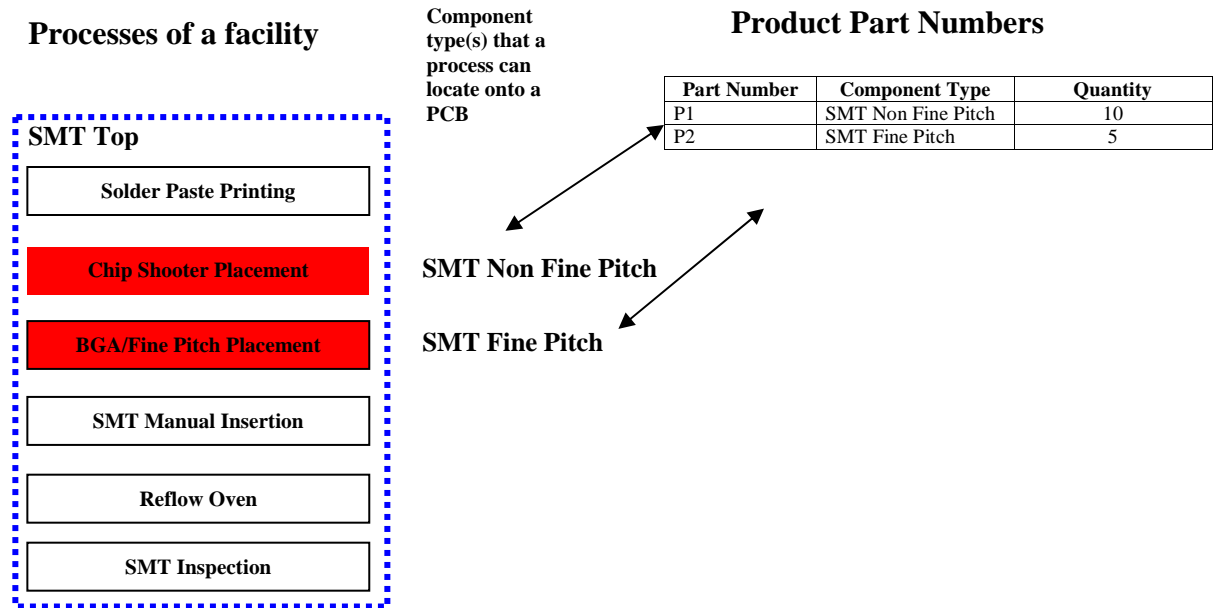 Processes of a facility
Component
type(s) that a
process can
locate onto a
PCB
Product Part Numbers
Part Number Component Type Quantity
P1 SMT Non Fine Pitch 10
P2 SMT Fine Pitch 5
SMT Top
Solder Paste Printing
Chip Shooter Placement
SMT Non Fine Pitch
BGA/Fine Pitch Placement
SMT Fine Pitch
SMT Manual Insertion
Reflow Oven
SMT Inspection